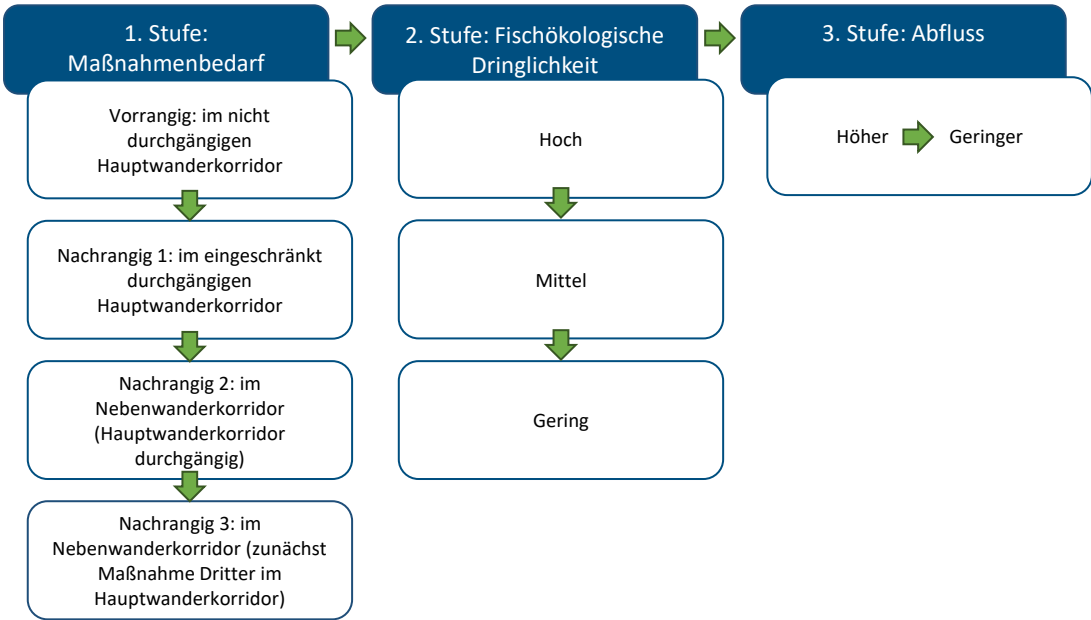 1. Stufe:
Maßnahmenbedarf
Vorrangig: im nicht
durchgängigen
Hauptwanderkorridor
Nachrangig 1: im eingeschränkt
durchgängigen
Hauptwanderkorridor
Nachrangig 2: im
Nebenwanderkorridor
(Hauptwanderkorridor
durchgängig)
Nachrangig 3: im
Nebenwanderkorridor (zunächst
Maßnahme Dritter im
Hauptwanderkorridor)
2. Stufe: Fischökologische
Dringlichkeit
Hoch
Mittel
Gering
3. Stufe: Abfluss
Höher Geringer